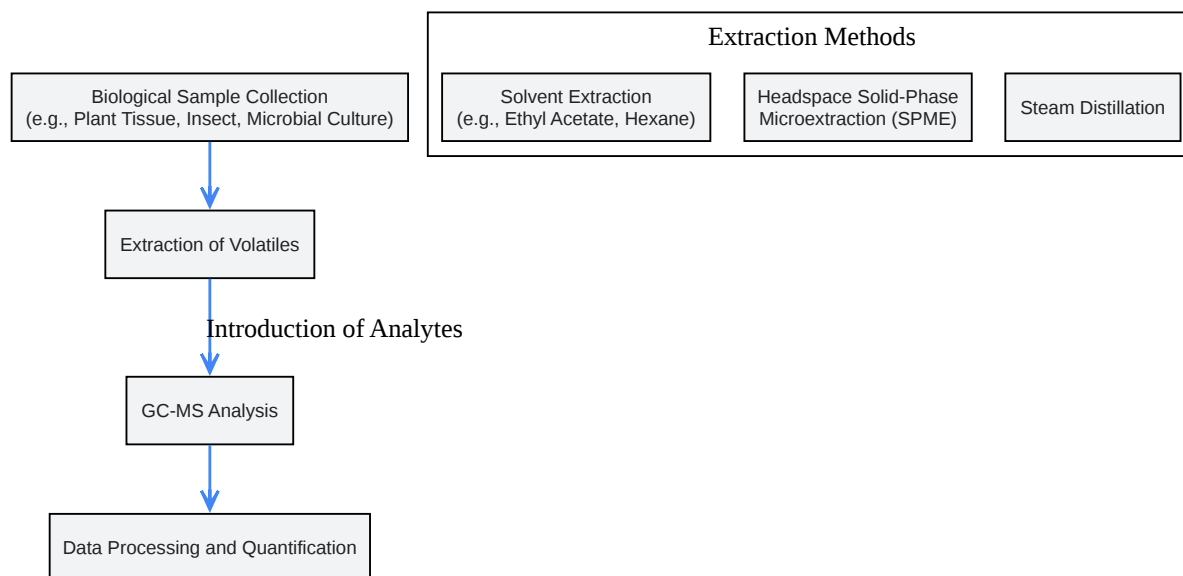 Extraction Methods
Biological Sample Collection
(e.g., Plant Tissue, Insect, Microbial Culture)
Solvent Extraction
(e.g., Ethyl Acetate, Hexane)
Headspace Solid-Phase
Microextraction (SPME)
Steam Distillation
Extraction of Volatiles
Introduction of Analytes
GC-MS Analysis
Data Processing and Quantification